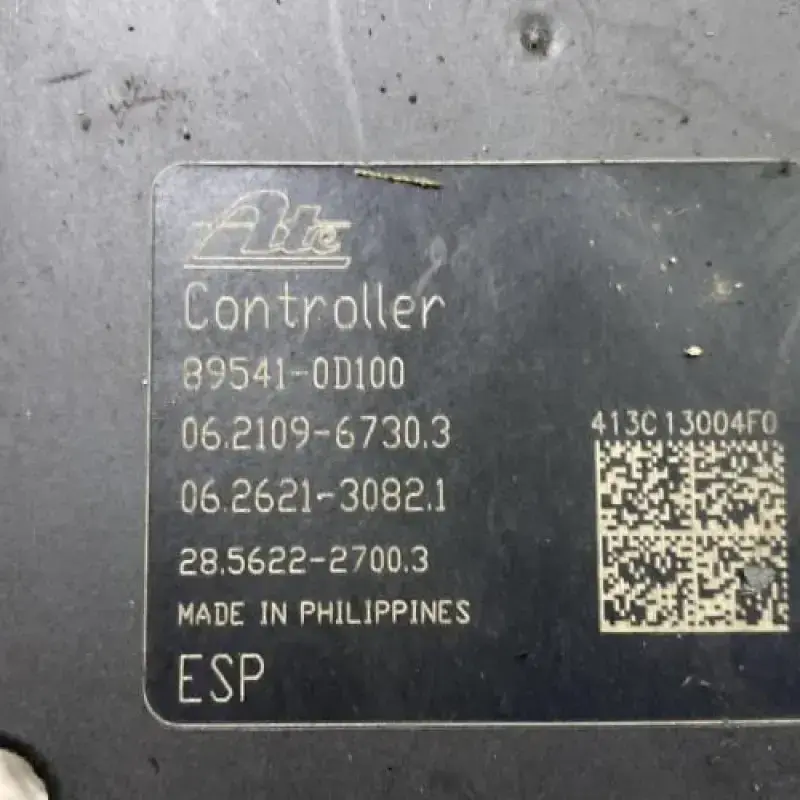 Ate
Controller
89541-0D100
06.2109-6730.3
413C13004F0
06.2621-3082.1
28.5622-2700.3
MADE IN PHILIPPINES
ESP